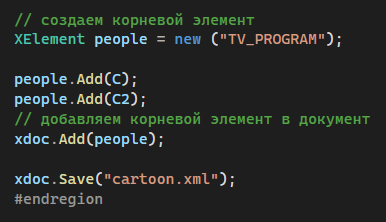 // создаем корневой элемент
XElement people = new ("TV_PROGRAM");
people.Add(C);
people.Add(C2);
// добавляем корневой элемент в документ
xdoc.Add(people);
xdoc.Save("cartoon.xml");
#endregion